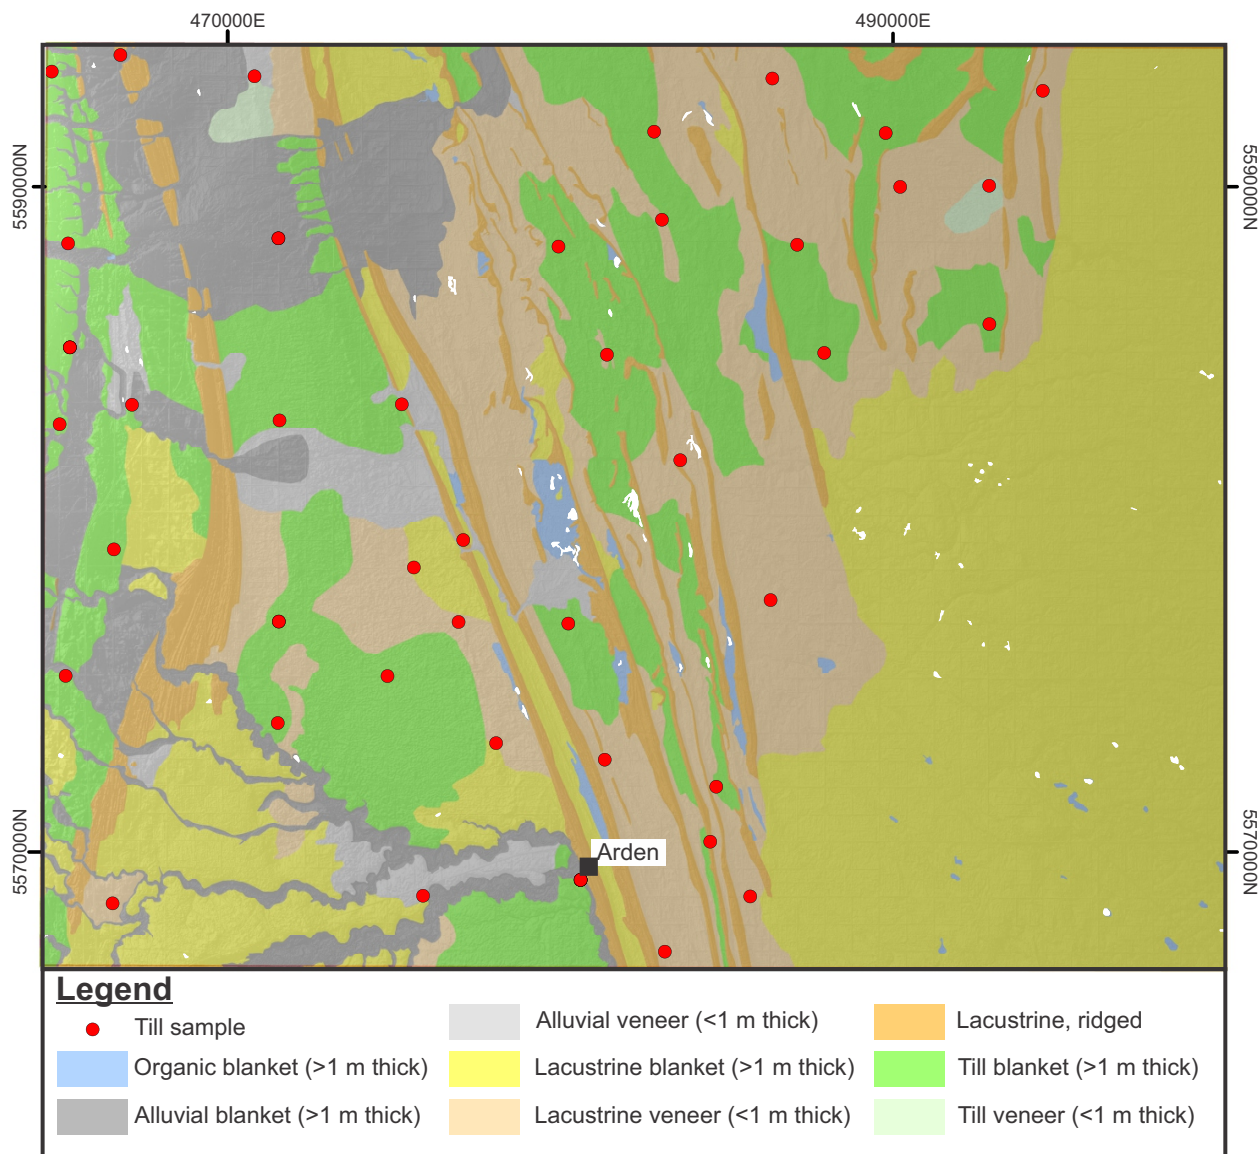 470000E
490000E
5590000N
5590000N
5570000N
5570000N
Arden
Legend
Till sample
Organic blanket (>1 m thick)
Alluvial blanket (>1 m thick)
Alluvial veneer (<1 m thick)
Lacustrine blanket (>1 m thick)
Lacustrine veneer (<1 m thick)
Lacustrine, ridged
Till blanket (>1 m thick)
Till veneer (<1 m thick)